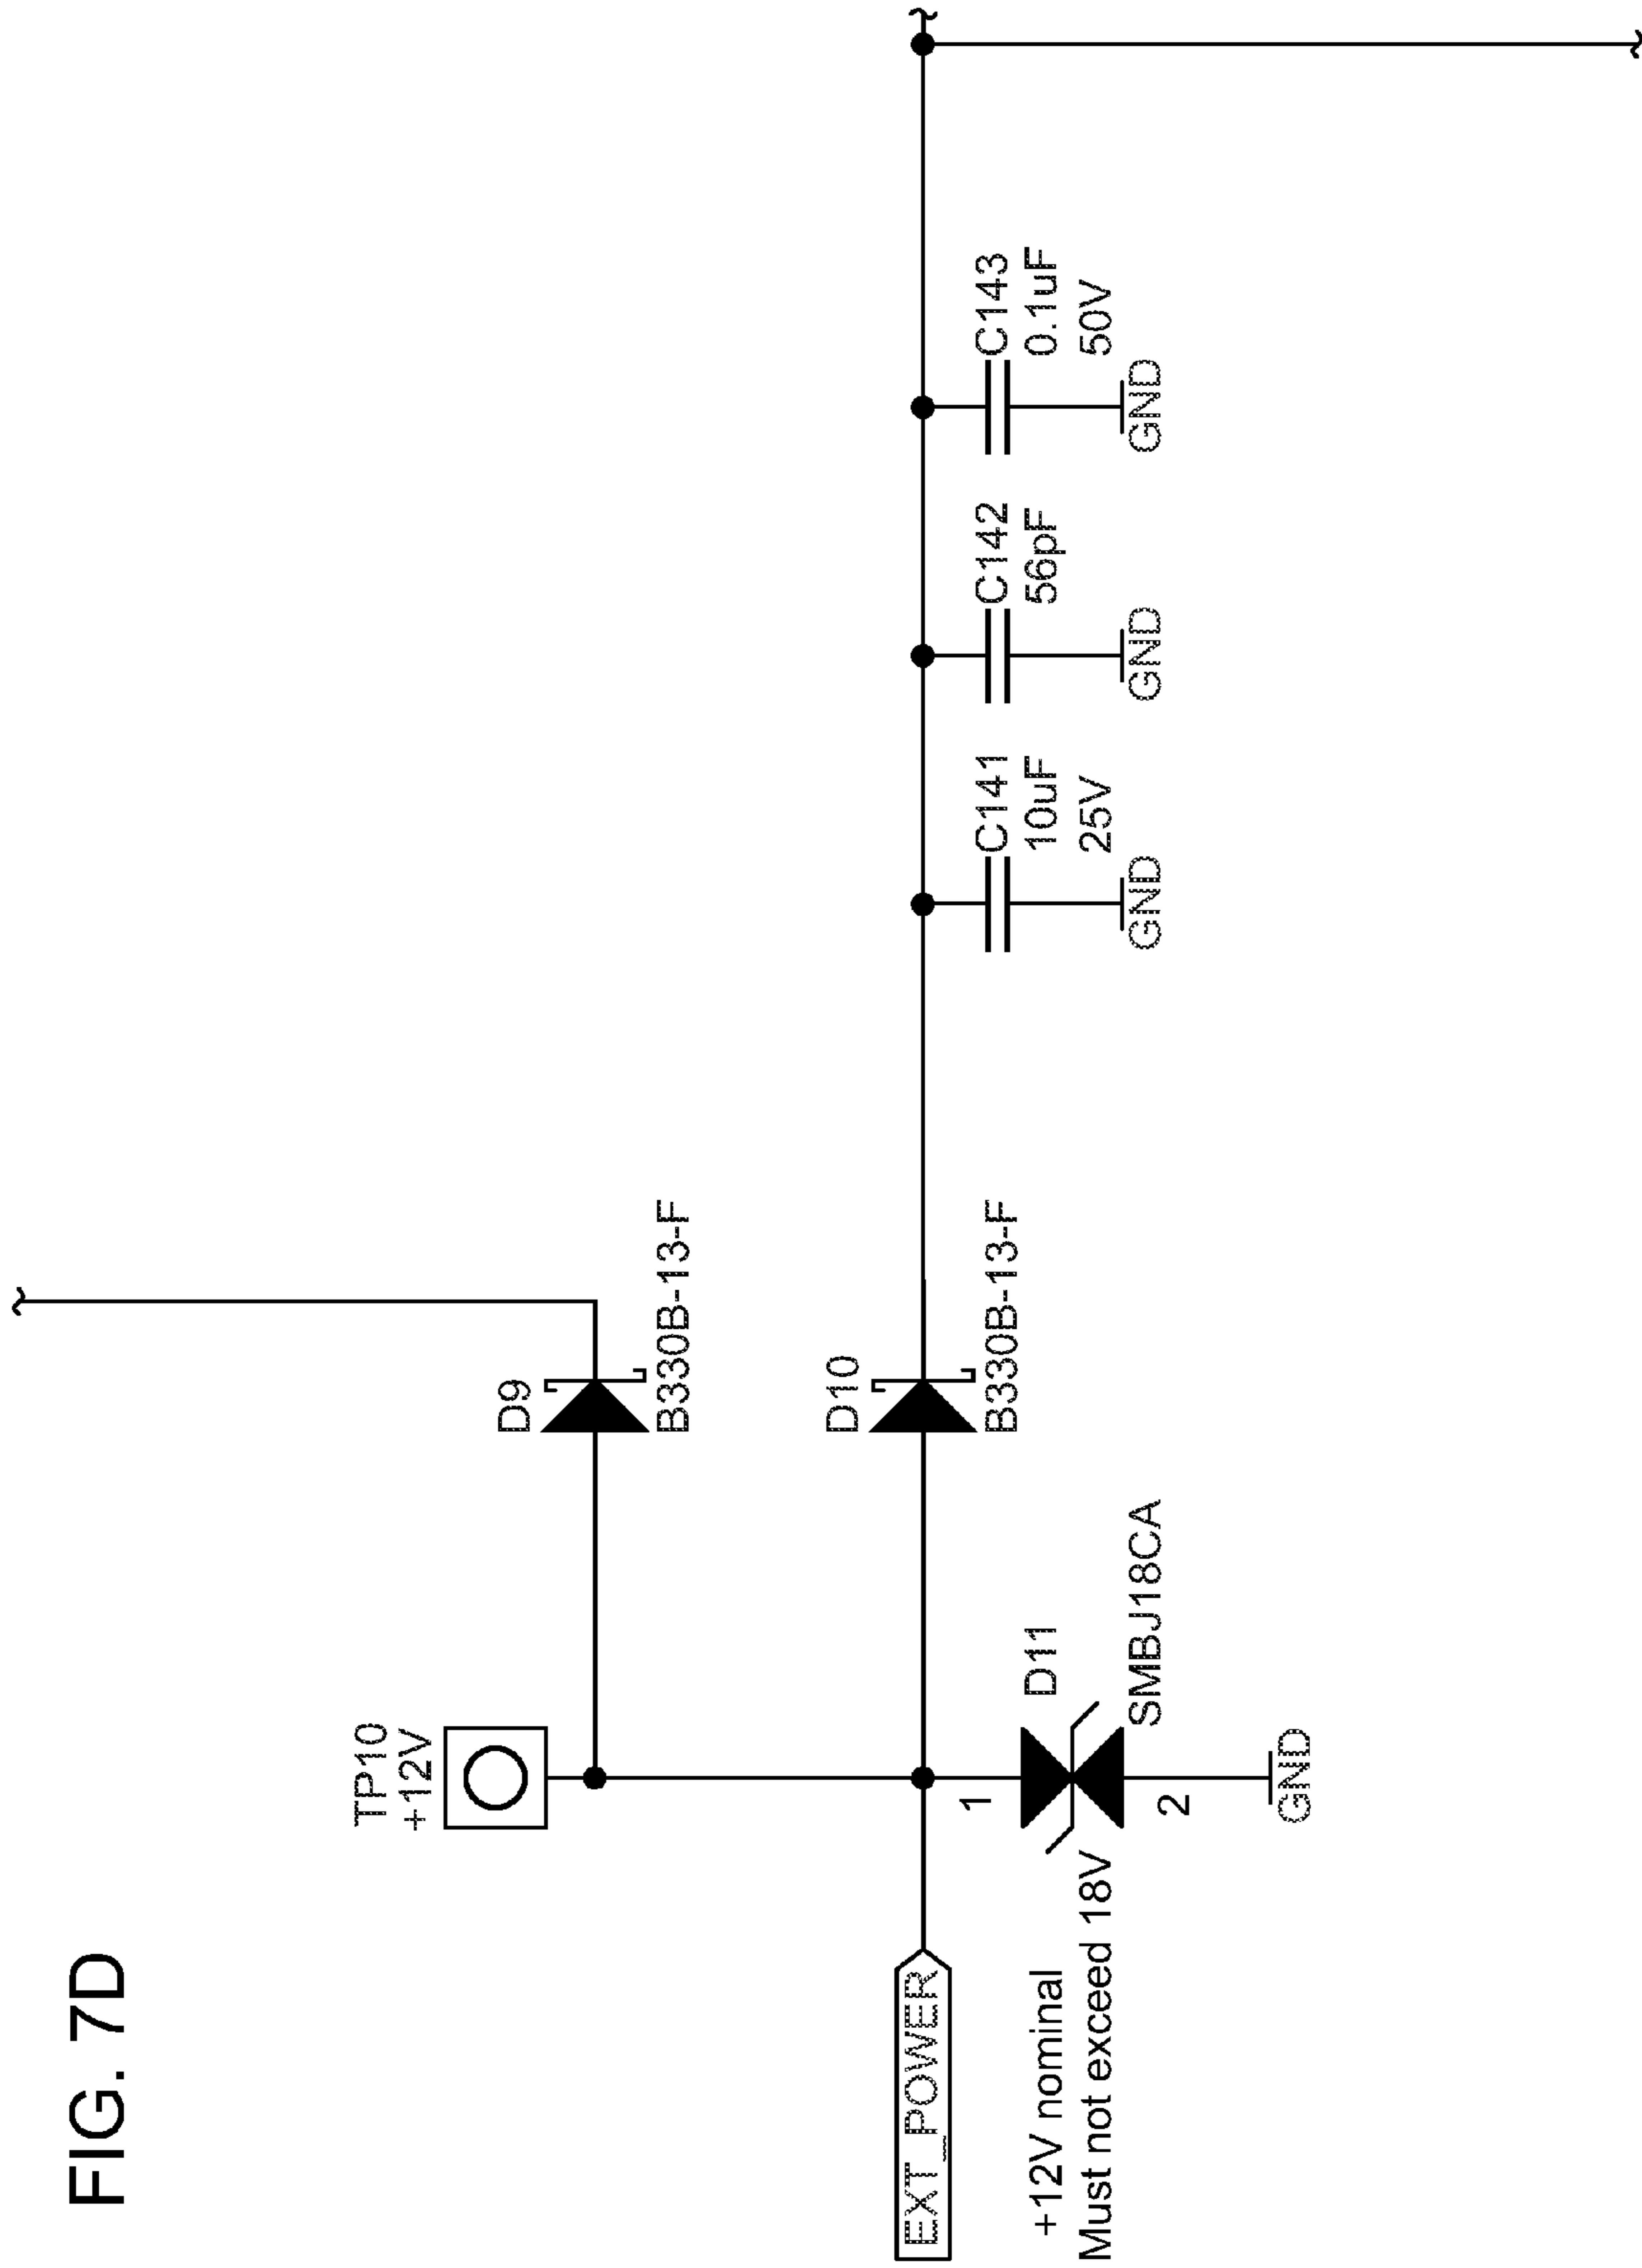 FIG. 7D
TP10
+12V
D9
B330B-13-F
D10
B330B-13-F
EXT_POWER
C141
10uF
25V
GND
C142
56pF
GND
C143
0.1uF
50V
GND
1
D11
+12V nominal
Must not exceed 18V
2
SMBJ18CA
GND